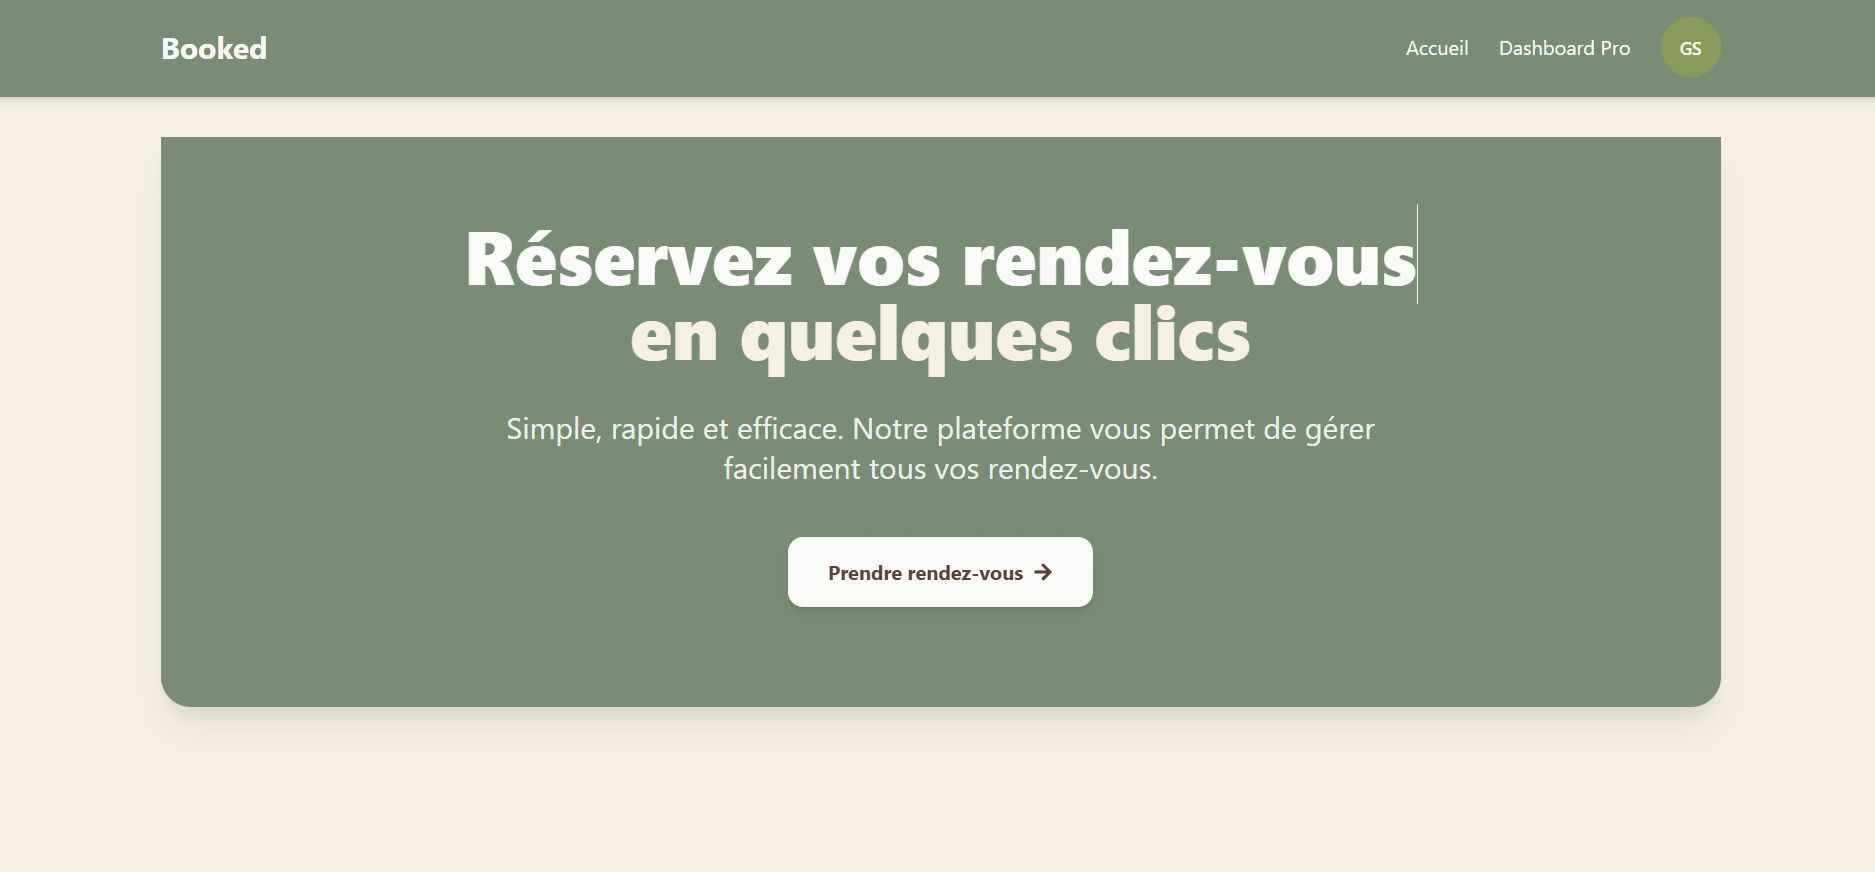 Booked
Accueil
Dashboard Pro
GS
Réservez vos rendez-vous
en quelques clics
Simple, rapide et efficace. Notre plateforme vous permet de gérer
facilement tous vos rendez-vous.
Prendre rendez-vous →